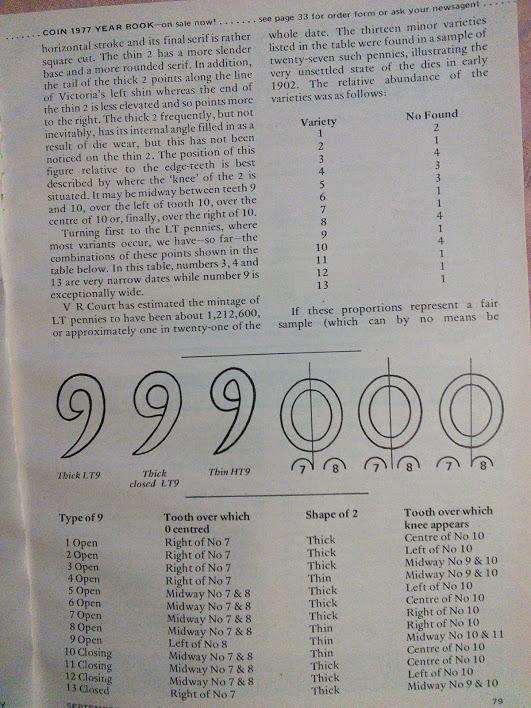 COIN 1977 YEAR BOOK—on sale now! ....... see page 33 for order form or ask your newsagent
horizontal stroke and its final serif is rather
square cut. The thin 2 has a more slender
base and a more rounded serif. In addition,
the tail of the thick 2 points along the line
of Victoria's left shin whereas the end of
the thin 2 is less elevated and so points more
to the right. The thick 2 frequently, but not
inevitably, has its internal angle filled in as a
result of die wear, but this has not been
noticed on the thin 2. The position of this
figure relative to the edge-teeth is best
described by where the 'knee' of the 2 is
situated. It may be midway between teeth 9
and 10, over the left of tooth 10, over the
centre of 10 or, finally, over the right of 10.
Turning first to the LT pennies, where
most variants occur, we have—so far—the
combinations of these points shown in the
table below. In this table, numbers 3, 4 and
13 are very narrow dates while number 9 is
exceptionally wide.
V R Court has estimated the mintage of
LT pennies to have been about 1,212,600,
or approximately one in twenty-one of the
whole date. The thirteen minor varieties
listed in the table were found in a sample of
twenty-seven such pennies, illustrating the
very unsettled state of the dies in early
1902. The relative abundance of the
varieties was as follows:
Variety No Found
1 2
2 1
3 4
4 3
5 3
6 1
7 1
8 4
9 1
10 4
11 1
12 1
13 1
If these proportions represent a fair
sample (which can by no means be
7 8 7 8 7 8
Thick LT9
Thick
closed LT9
Thin HT9
Type of 9 Tooth over which
0 centred Shape of 2 Tooth over which
knee appears
1 Open Right of No 7 Thick Centre of No 10
2 Open Right of No 7 Thick Left of No 10
3 Open Right of No 7 Thick Midway No 9 & 10
4 Open Right of No 7 Thin Midway No 9 & 10
5 Open Midway No 7 & 8 Thick Left of No 10
6 Open Midway No 7 & 8 Thick Centre of No 10
7 Open Midway No 7 & 8 Thick Right of No 10
8 Open Midway No 7 & 8 Thin Right of No 10
9 Open Left of No 8 Thin Midway No 10 & 11
10 Closing Midway No 7 & 8 Thin Centre of No 10
11 Closing Midway No 7 & 8 Thick Centre of No 10
12 Closing Midway No 7 & 8 Thick Left of No 10
13 Closed Right of No 7 Thick Midway No 9 & 10
79